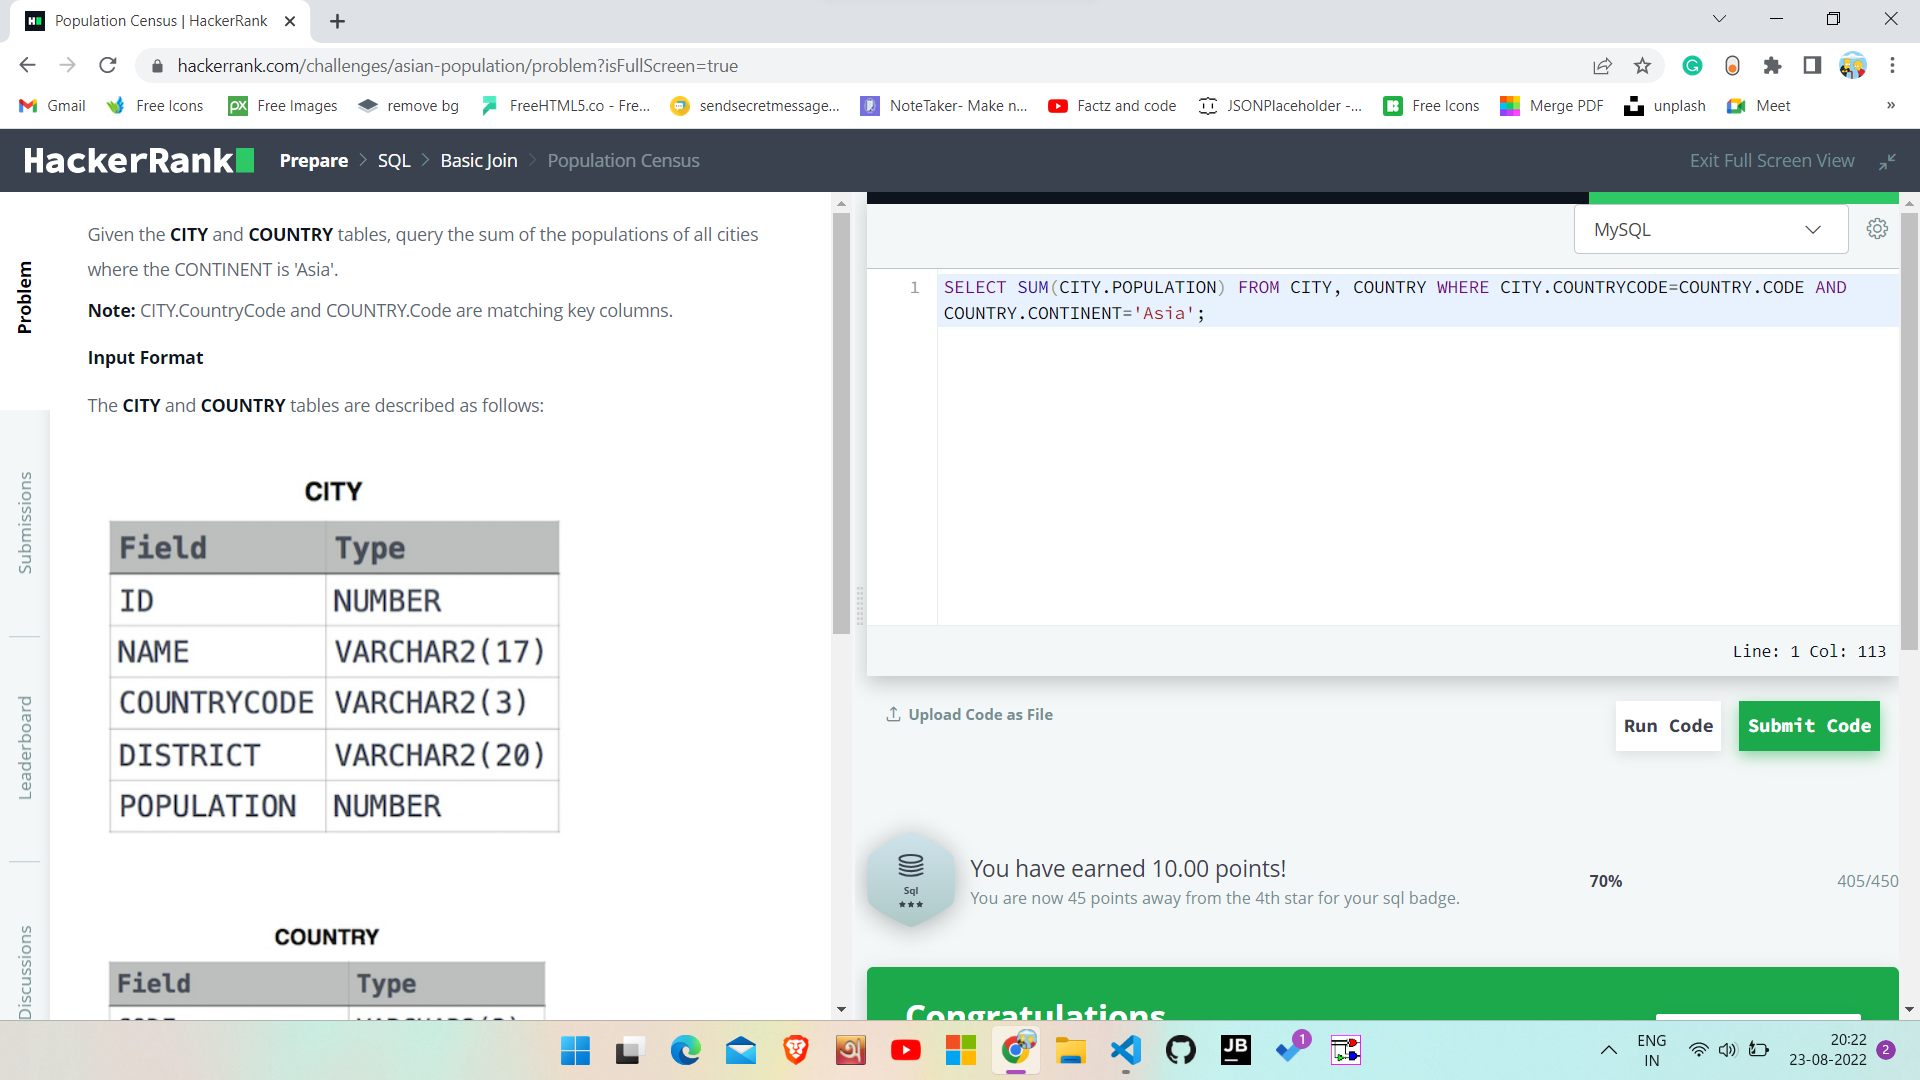 Population Census | HackerRank
hackerrank.com/challenges/asian-population/problem?isFullScreen=true
Gmail
Free Icons
px
Free Images
remove bg
FreeHTML5.co - Fre...
sendsecretmessage...
NoteTaker- Make n...
Factz and code
JSONPlaceholder -...
Free Icons
Merge PDF
unplash
Meet
»
HackerRank
Prepare
SQL
Basic Join
Population Census
Exit Full Screen View
Problem
Submissions
Leaderboard
Discussions
Given the CITY and COUNTRY tables, query the sum of the populations of all cities
where the CONTINENT is 'Asia'.
Note: CITY.CountryCode and COUNTRY.Code are matching key columns.
Input Format
The CITY and COUNTRY tables are described as follows:
CITY
Field Type
ID NUMBER
NAME VARCHAR2(17)
COUNTRYCODE VARCHAR2(3)
DISTRICT VARCHAR2(20)
POPULATION NUMBER
COUNTRY
Field Type
MySQL
1
SELECT SUM(CITY.POPULATION) FROM CITY, COUNTRY WHERE CITY.COUNTRYCODE=COUNTRY.CODE AND
COUNTRY.CONTINENT='Asia';
Line: 1 Col: 113
Upload Code as File
Run Code
Submit Code
Sql
You have earned 10.00 points!
You are now 45 points away from the 4th star for your sql badge.
70%
405/450
Congratulations
JB
1
ENG
IN
20:22
23-08-2022
2